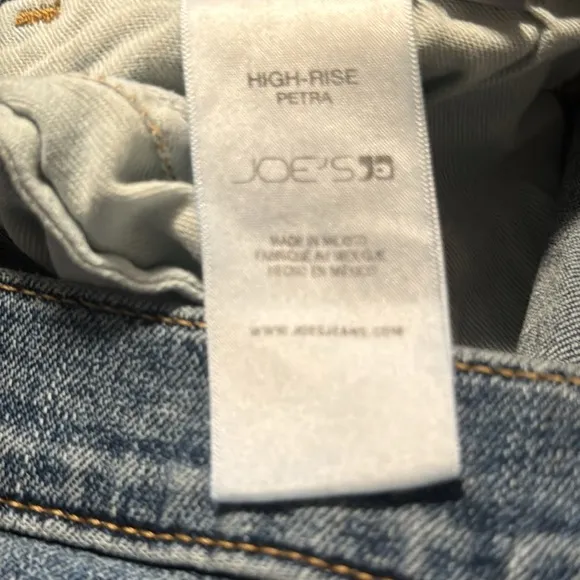 HIGH-RISE
PETRA
JOE'S
MADE IN MEXICO
FABRIQUÉ AU MEXIQUE
HECHO EN MÉXICO
WWW.JOESJEANS.COM